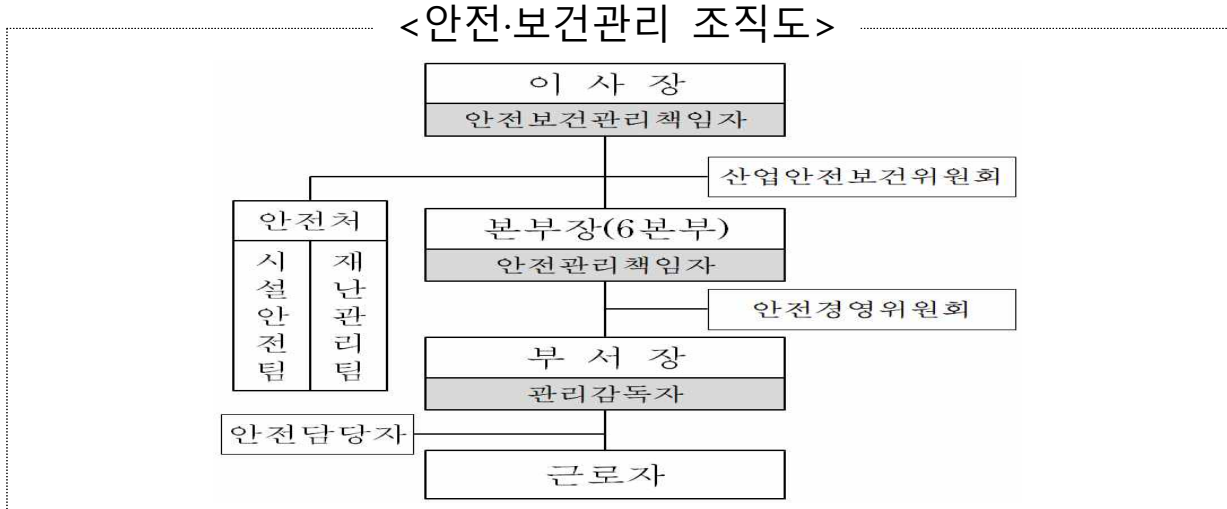 <안전·보건관리 조직도>
이 사 장
안전보건관리책임자
산업안전보건위원회
안전처
시설안전팀
재난관리팀
본부장(6본부)
안전관리책임자
안전경영위원회
부 서 장
관리감독자
안전담당자
근로자